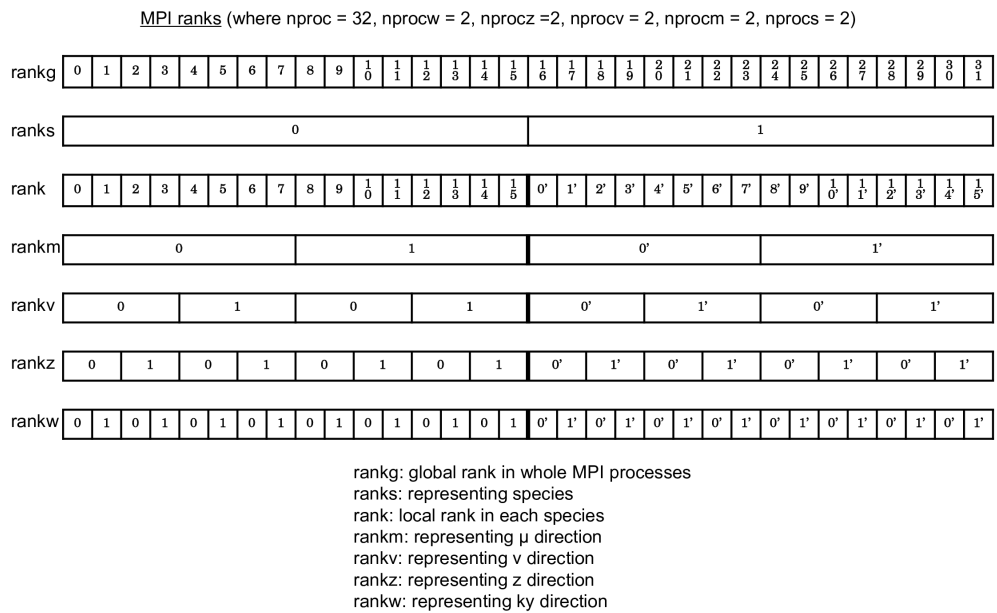 MPI ranks (where nproc = 32, nprocw = 2, nprocz =2, nprocv = 2, nprocm = 2, nprocs = 2)
rankg 0 1 2 3 4 5 6 7 8 9 10 11 12 13 14 15 16 17 18 19 20 21 22 23 24 25 26 27 28 29 30 31
ranks 0 1
rank 0 1 2 3 4 5 6 7 8 9 10 11 12 13 14 15 0' 1' 2' 3' 4' 5' 6' 7' 8' 9' 10' 11' 12' 13' 14' 15'
rankm 0 1 0' 1'
rankv 0 1 0 1 0' 1' 0' 1'
rankz 0 1 0 1 0 1 0 1 0' 1' 0' 1' 0' 1' 0' 1'
rankw 0 1 0 1 0 1 0 1 0 1 0 1 0 1 0 1 0' 1' 0' 1' 0' 1' 0' 1' 0' 1' 0' 1' 0' 1' 0' 1'
rankg: global rank in whole MPI processes
ranks: representing species
rank: local rank in each species
rankm: representing μ direction
rankv: representing v direction
rankz: representing z direction
rankw: representing ky direction